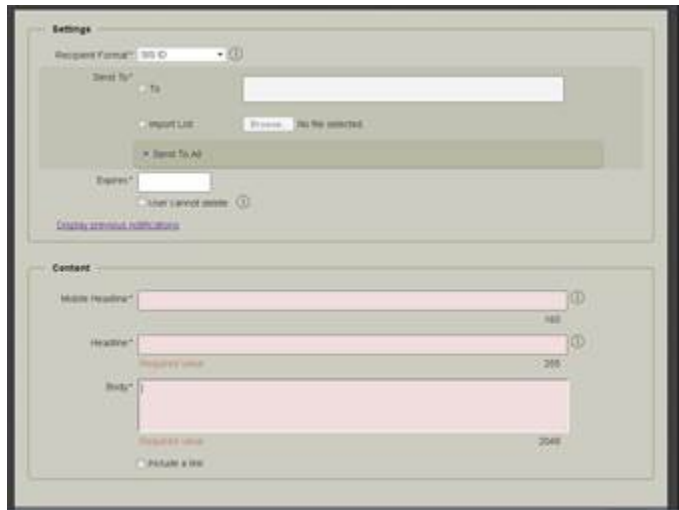 Settings
Recipient Format* SIS ID
Send To*
To
Import List Browse... No file selected.
Send To All
Expires*
User cannot delete
Display previous notifications
Content
Mobile Headline*
160
Headline*
Required value 255
Body*
Required value 2048
Include a link